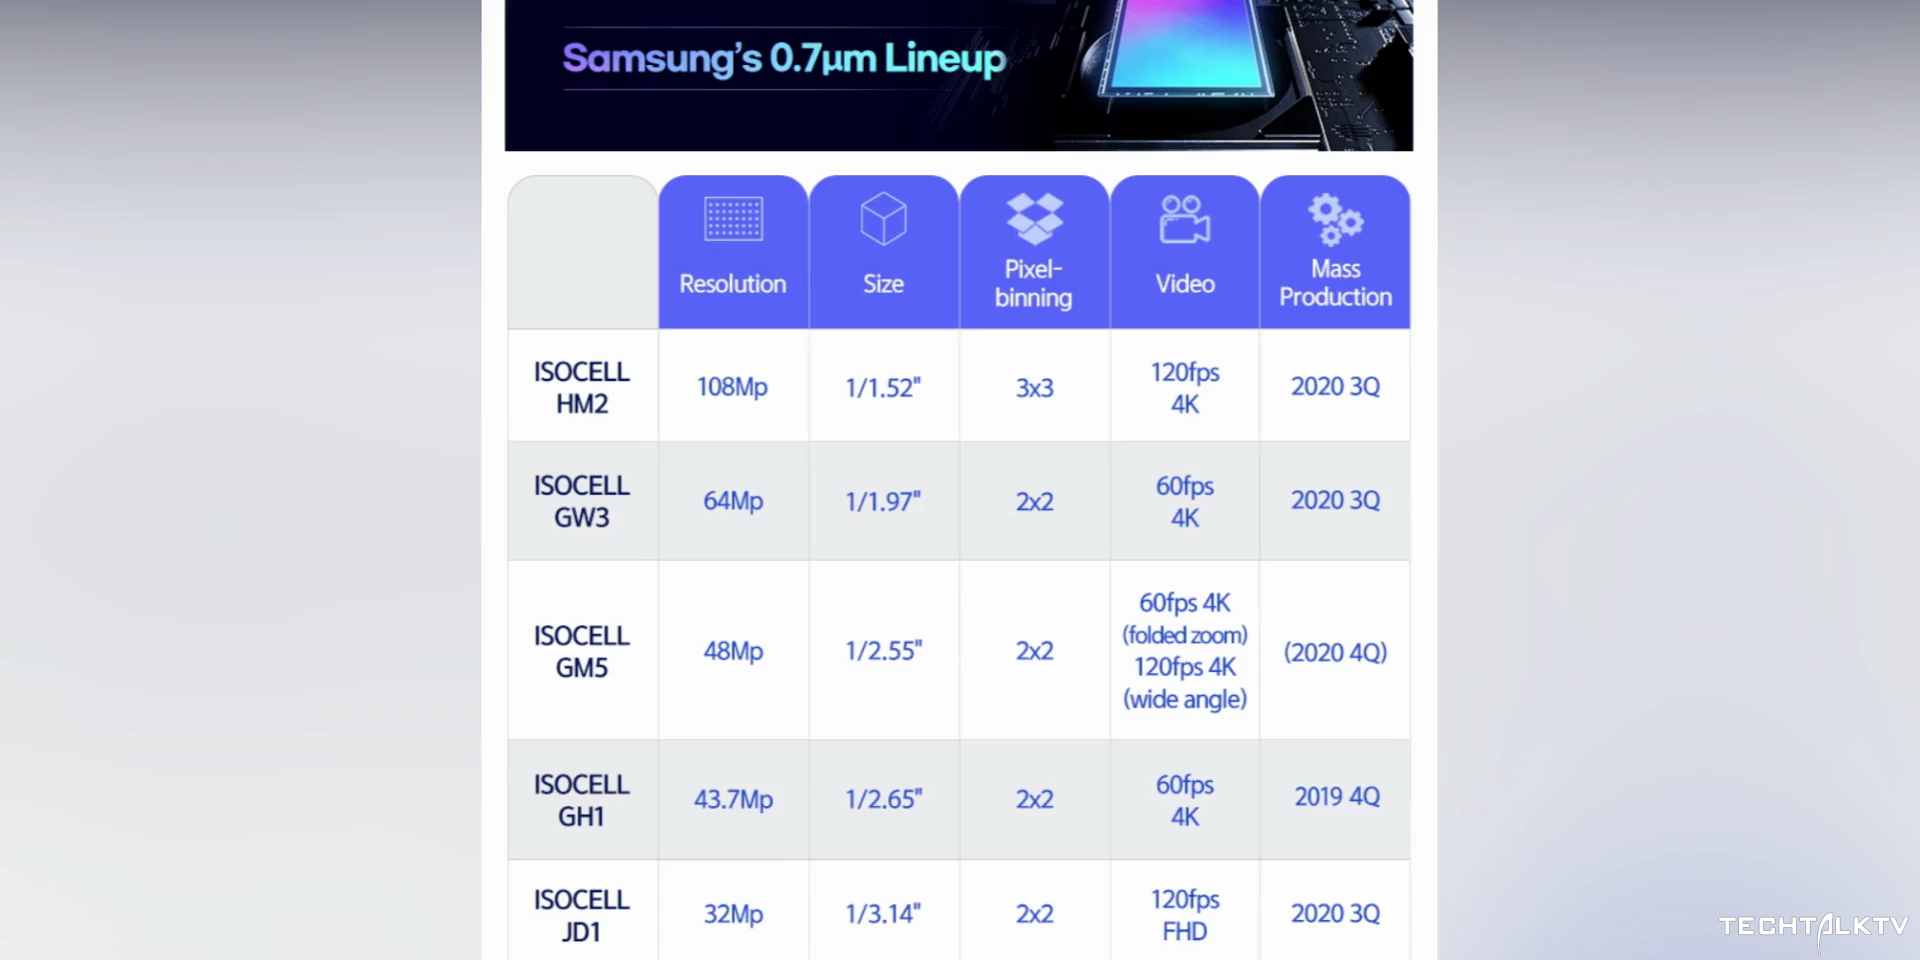 Samsung's 0.7μm Lineup
Resolution
Size
Pixel-
binning
Video
Mass
Production
ISOCELL
HM2
108Mp
1/1.52"
3x3
120fps
4K
2020 3Q
ISOCELL
GW3
64Mp
1/1.97"
2x2
60fps
4K
2020 3Q
ISOCELL
GM5
48Mp
1/2.55"
2x2
60fps 4K
(folded zoom)
120fps 4K
(wide angle)
(2020 4Q)
ISOCELL
GH1
43.7Mp
1/2.65"
2x2
60fps
4K
2019 4Q
ISOCELL
JD1
32Mp
1/3.14"
2x2
120fps
FHD
2020 3Q
TECHTALKTV